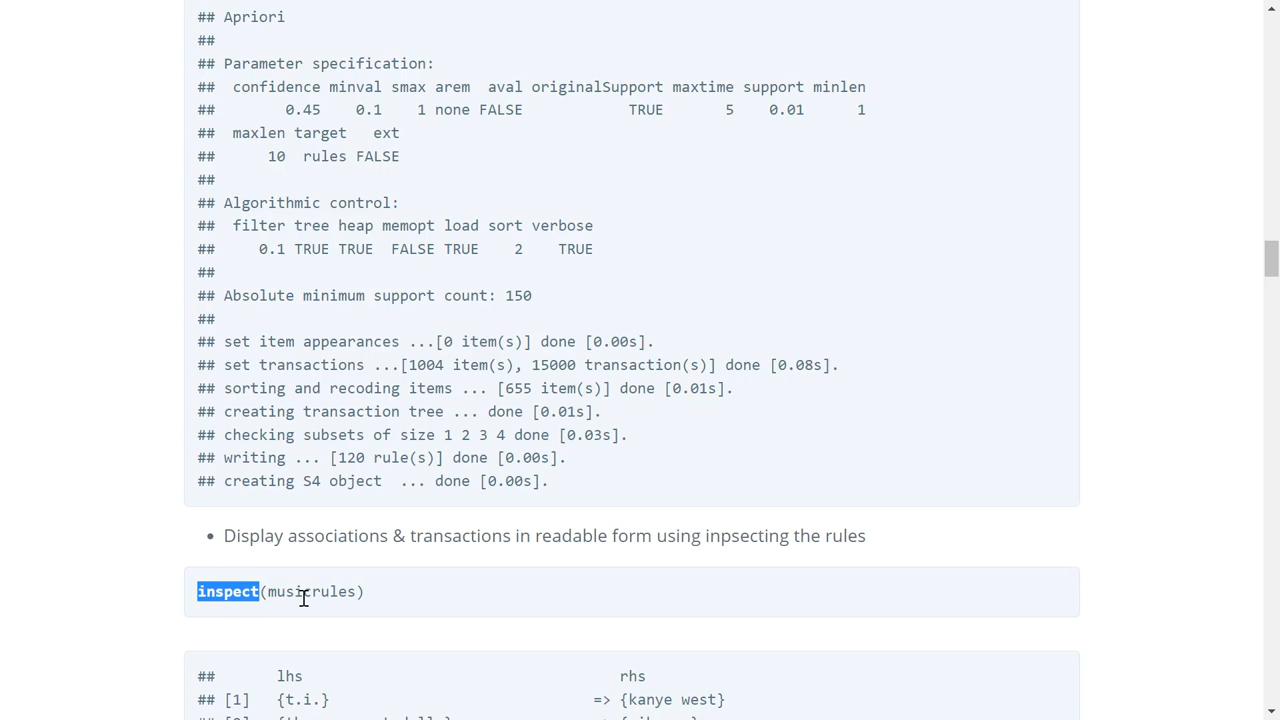 ## Apriori
##
## Parameter specification:
## confidence minval smax arem aval originalSupport maxtime support minlen
## 0.45 0.1 1 none FALSE TRUE 5 0.01 1
## maxlen target ext
## 10 rules FALSE
##
## Algorithmic control:
## filter tree heap memopt load sort verbose
## 0.1 TRUE TRUE FALSE TRUE 2 TRUE
##
## Absolute minimum support count: 150
##
## set item appearances ...[0 item(s)] done [0.00s].
## set transactions ...[1004 item(s), 15000 transaction(s)] done [0.08s].
## sorting and recoding items ... [655 item(s)] done [0.01s].
## creating transaction tree ... done [0.01s].
## checking subsets of size 1 2 3 4 done [0.03s].
## writing ... [120 rule(s)] done [0.00s].
## creating S4 object ... done [0.00s].
• Display associations & transactions in readable form using inpsecting the rules
inspect(musicrules)
## lhs rhs
## [1] {t.i.} => {kanye west}